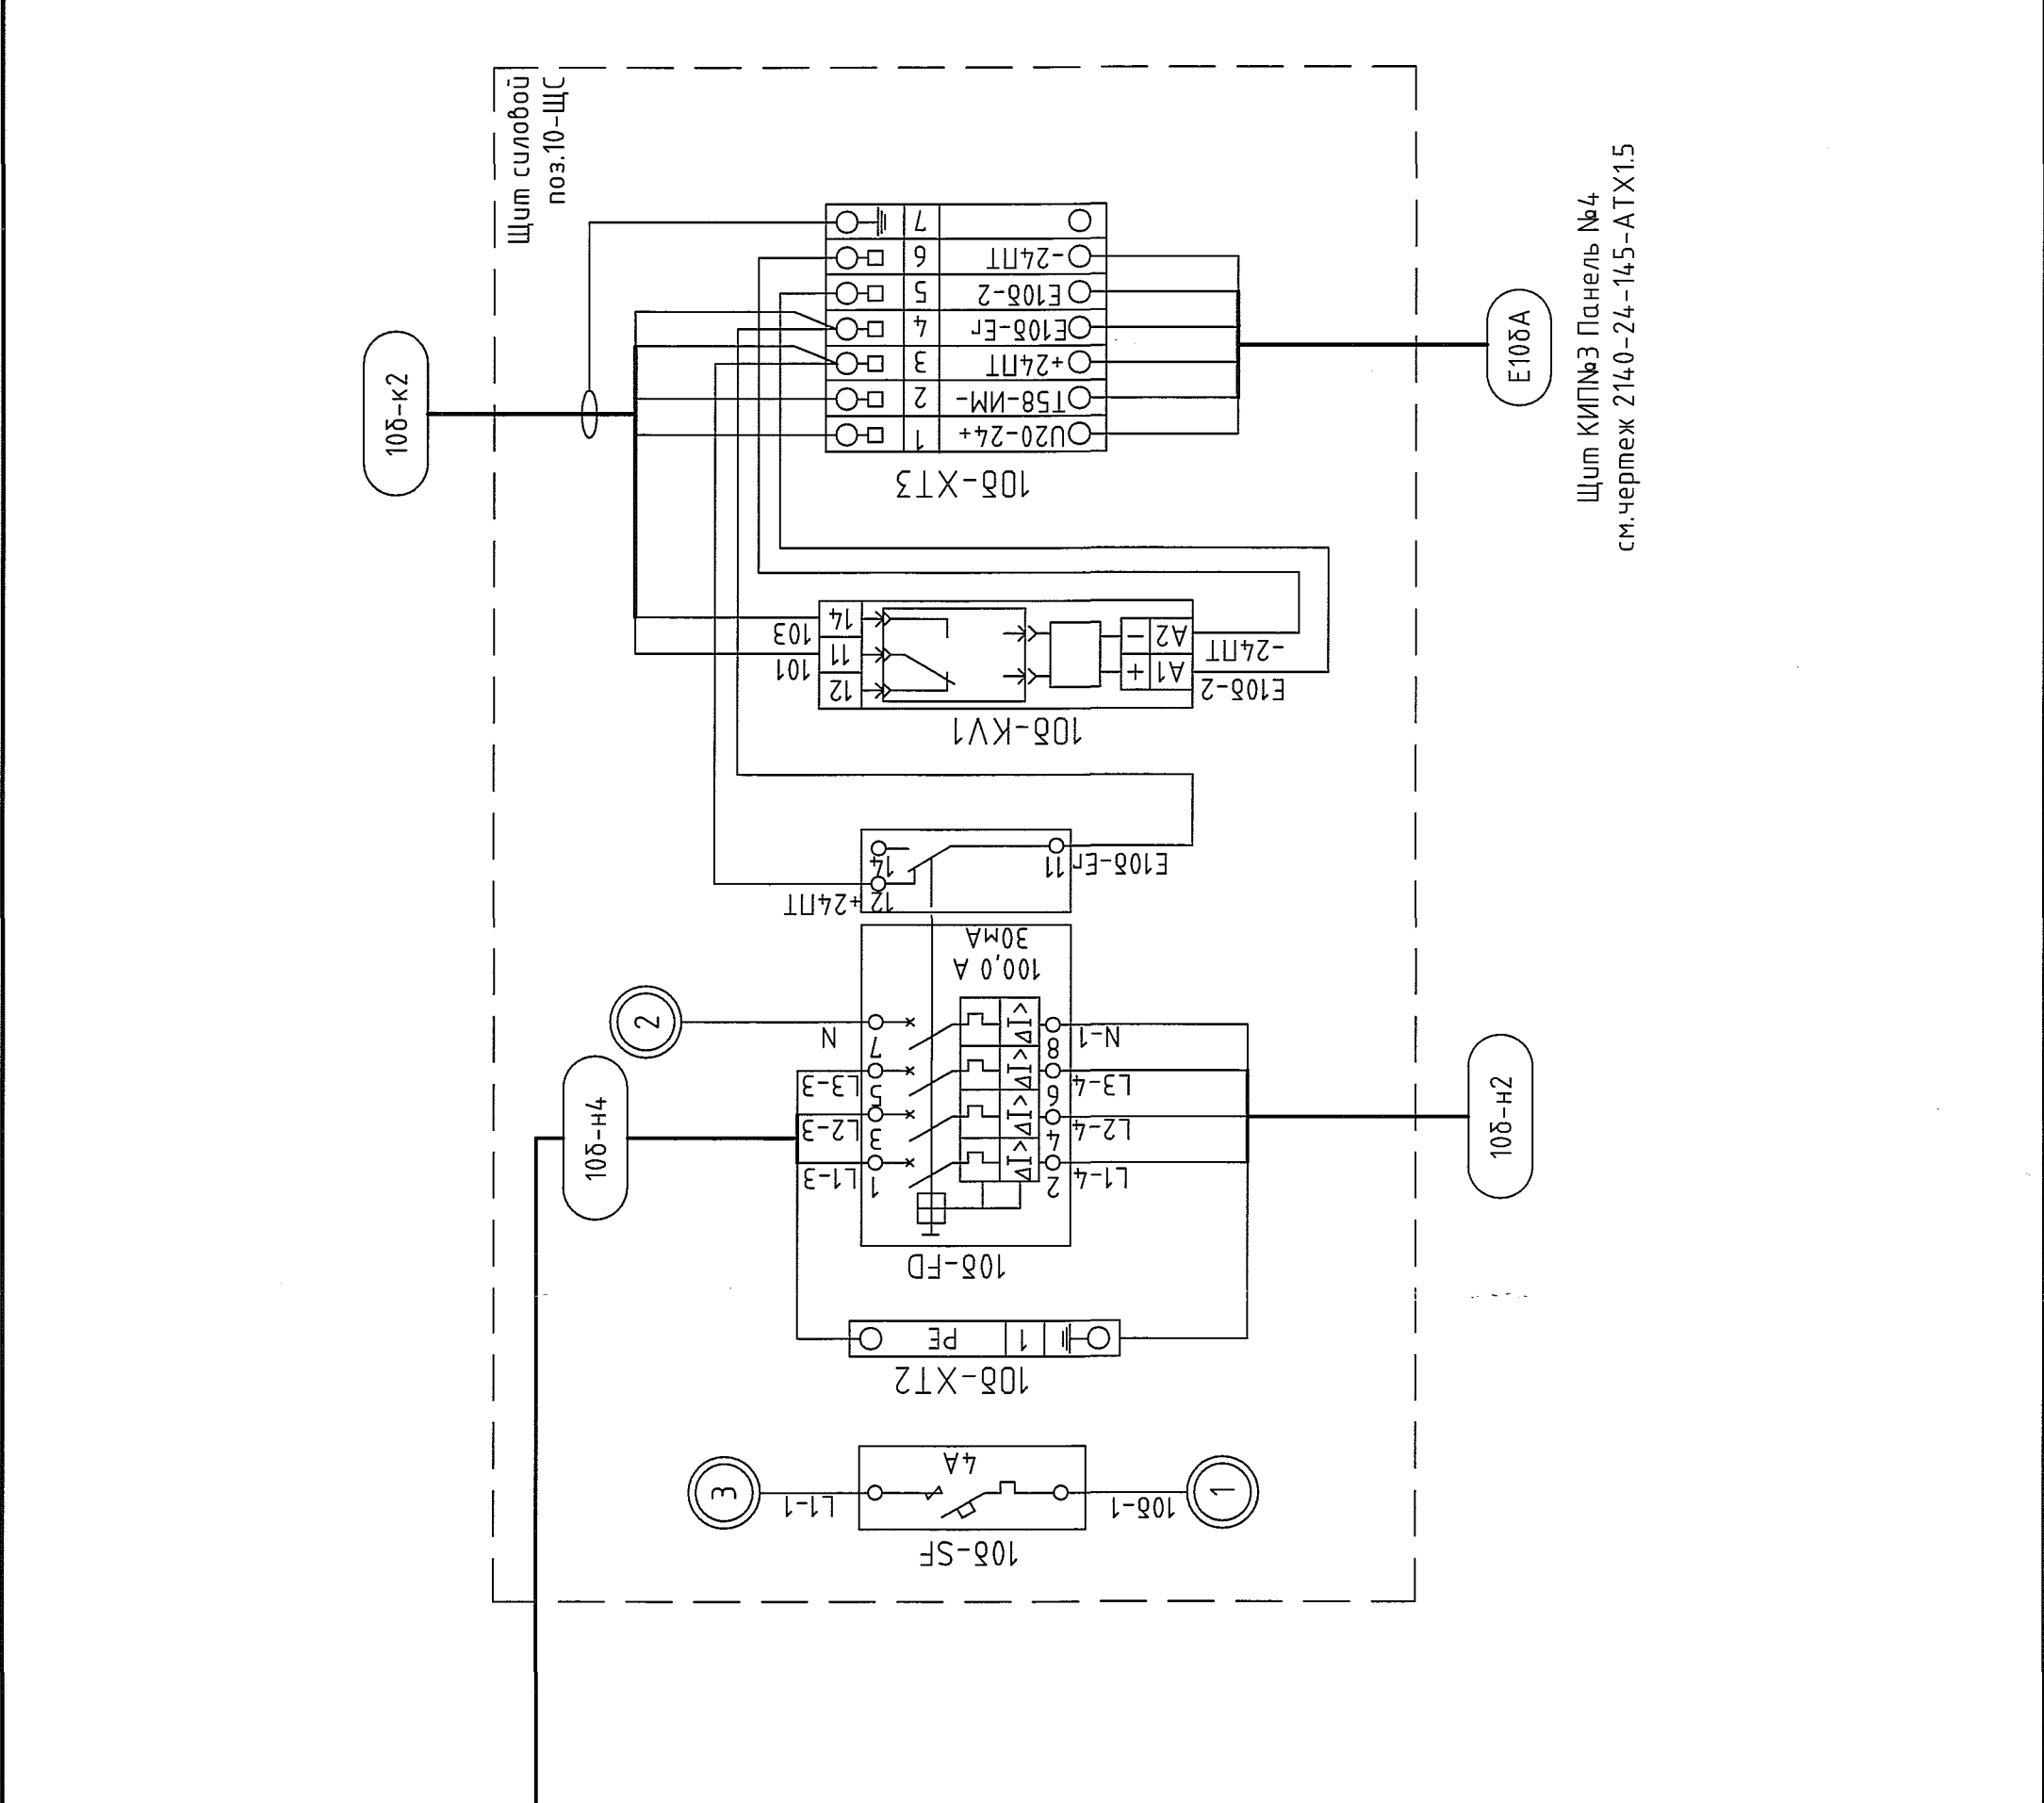 Щит силовой
поз.10-ЩС
10б-к2
7
6 -24ПТ
5 Е10б-2
4 Е10б-Ег
3 +24ПТ
2 Т58-ИМ-
1 U20-24+
10б-XT3
Е10бА
Щит КИП№3 Панель №4
см.чертеж 2140-24-145-АТХ1.5
103 14
101 11
12
- А2 -24ПТ
+ А1 Е10б-2
10б-KV1
14
11 Е10б-Ег
12 +24ПТ
30мА
100,0 А
2
N 7 8 N-1
L3-3 5 6 L3-4
L2-3 3 4 L2-4
L1-3 1 2 L1-4
10б-н4
10б-н2
10б-FD
РЕ 1
10б-XT2
4А
3 L1-1 10б-1 1
10б-SF